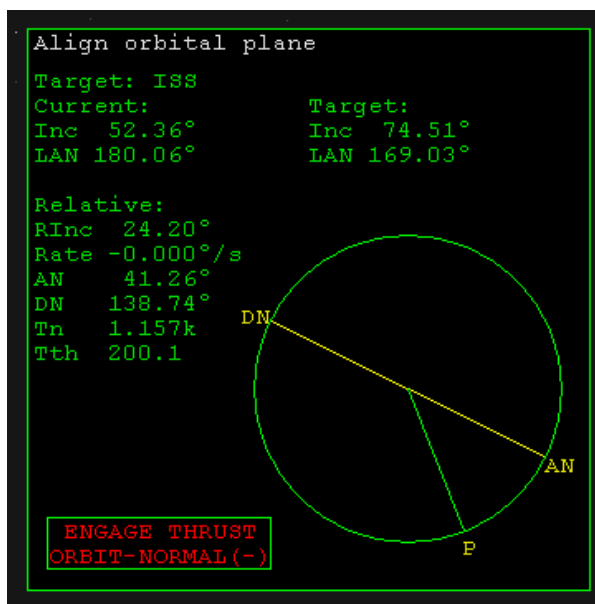 Align orbital plane
Target: ISS
Current: Target:
Inc 52.36° Inc 74.51°
LAN 180.06° LAN 169.03°
Relative:
RInc 24.20°
Rate -0.000°/s
AN 41.26°
DN 138.74°
Tn 1.157k
Tth 200.1
DN
AN
P
ENGAGE THRUST
ORBIT-NORMAL(-)